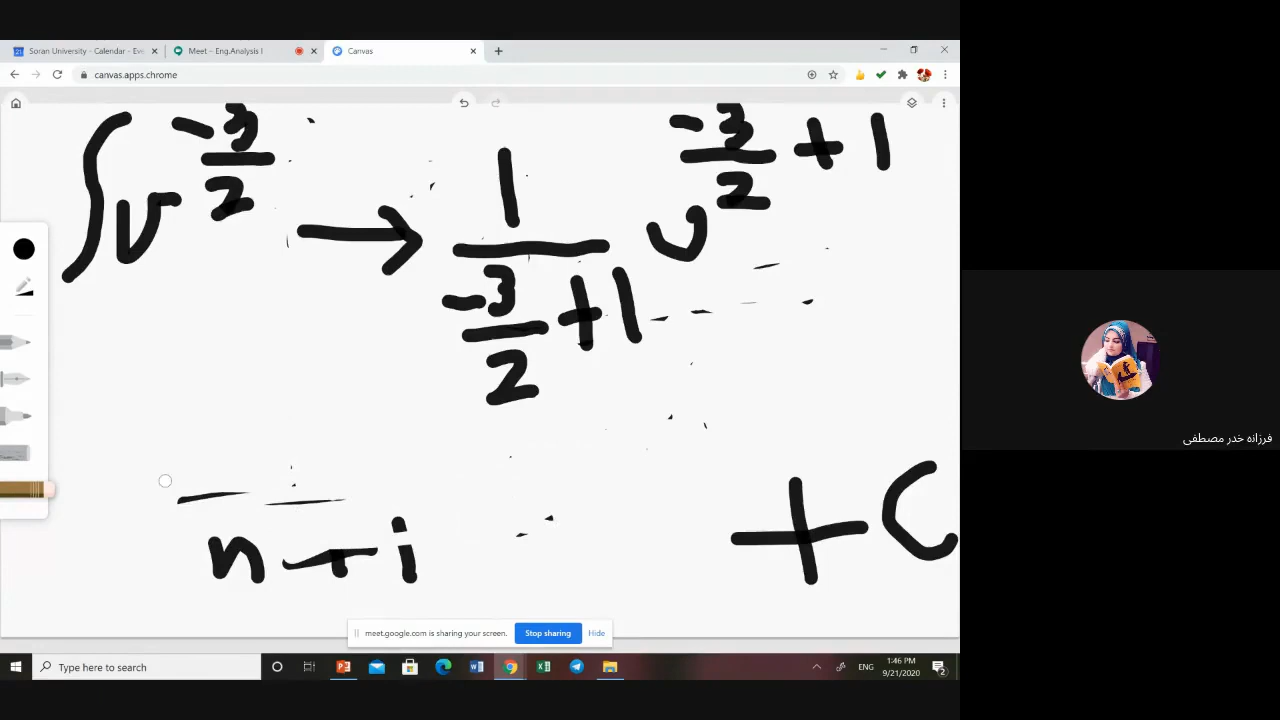 Soran University - Calendar - Eve
Meet – Eng.Analysis I
Canvas
canvas.apps.chrome
∫ v^(-3/2) → 1/(-3/2 + 1) v^(-3/2 + 1)
n+1
+ C
فرزانه خدر مصطفى
meet.google.com is sharing your screen.
Stop sharing
Hide
Type here to search
ENG
1:46 PM
9/21/2020
2